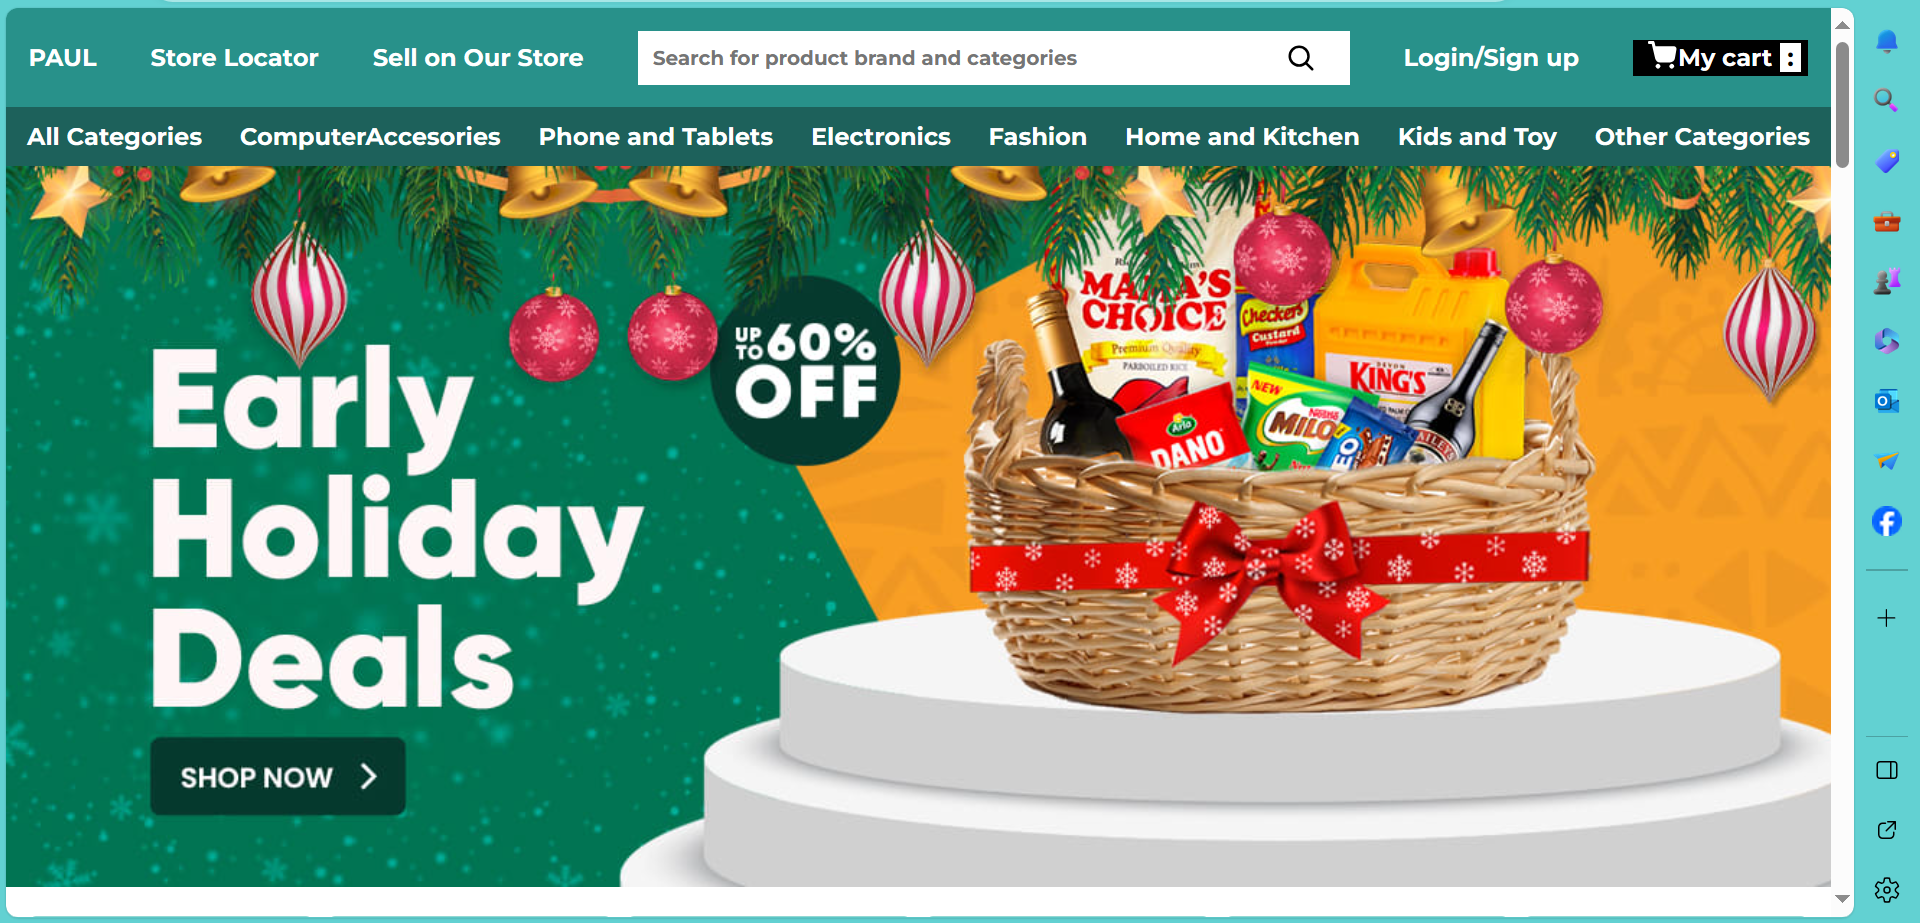 PAUL
Store Locator
Sell on Our Store
Search for product brand and categories
Login/Sign up
My cart :
All Categories
ComputerAccesories
Phone and Tablets
Electronics
Fashion
Home and Kitchen
Kids and Toy
Other Categories
Early
Holiday
Deals
UP TO 60%
OFF
SHOP NOW
CHOICE
Premium Quality
PARBOILED RICE
Checkers
Custard
Powder
DEVON
KING'S
Arla
DANO
NEW
Nestlé
MILO